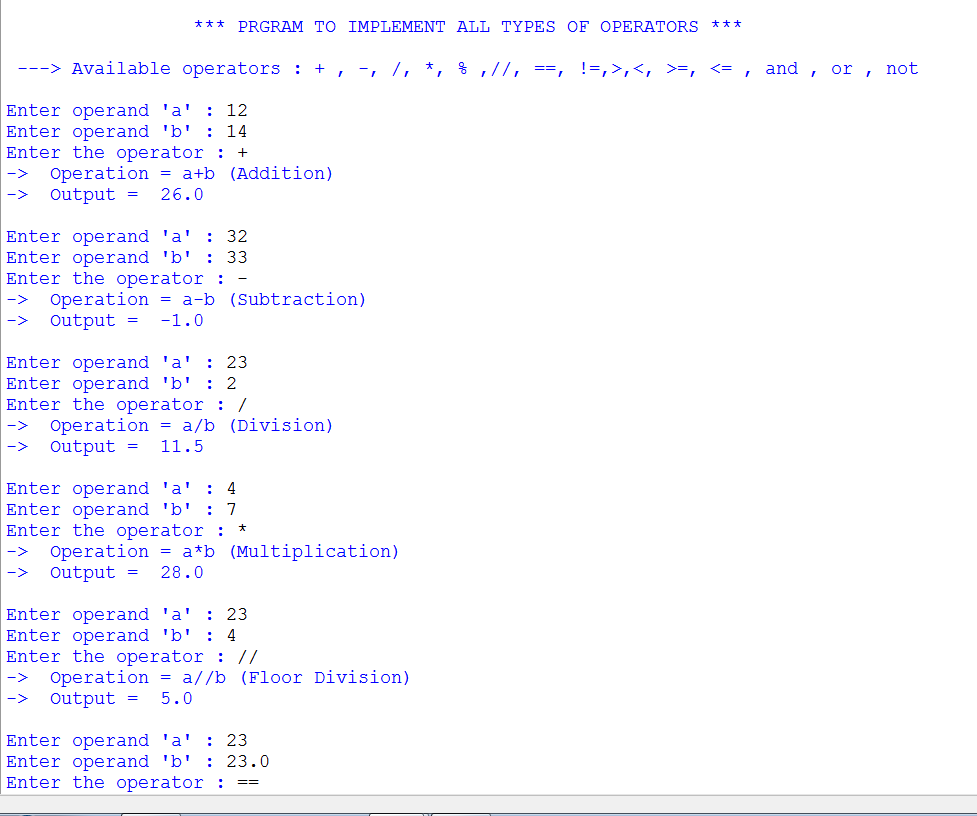 *** PRGRAM TO IMPLEMENT ALL TYPES OF OPERATORS ***
---> Available operators : + , -, /, *, % ,//, ==, !=,>,<, >=, <= , and , or , not
Enter operand 'a' : 12
Enter operand 'b' : 14
Enter the operator : +
->  Operation = a+b (Addition)
->  Output =  26.0
Enter operand 'a' : 32
Enter operand 'b' : 33
Enter the operator : -
->  Operation = a-b (Subtraction)
->  Output =  -1.0
Enter operand 'a' : 23
Enter operand 'b' : 2
Enter the operator : /
->  Operation = a/b (Division)
->  Output =  11.5
Enter operand 'a' : 4
Enter operand 'b' : 7
Enter the operator : *
->  Operation = a*b (Multiplication)
->  Output =  28.0
Enter operand 'a' : 23
Enter operand 'b' : 4
Enter the operator : //
->  Operation = a//b (Floor Division)
->  Output =  5.0
Enter operand 'a' : 23
Enter operand 'b' : 23.0
Enter the operator : ==